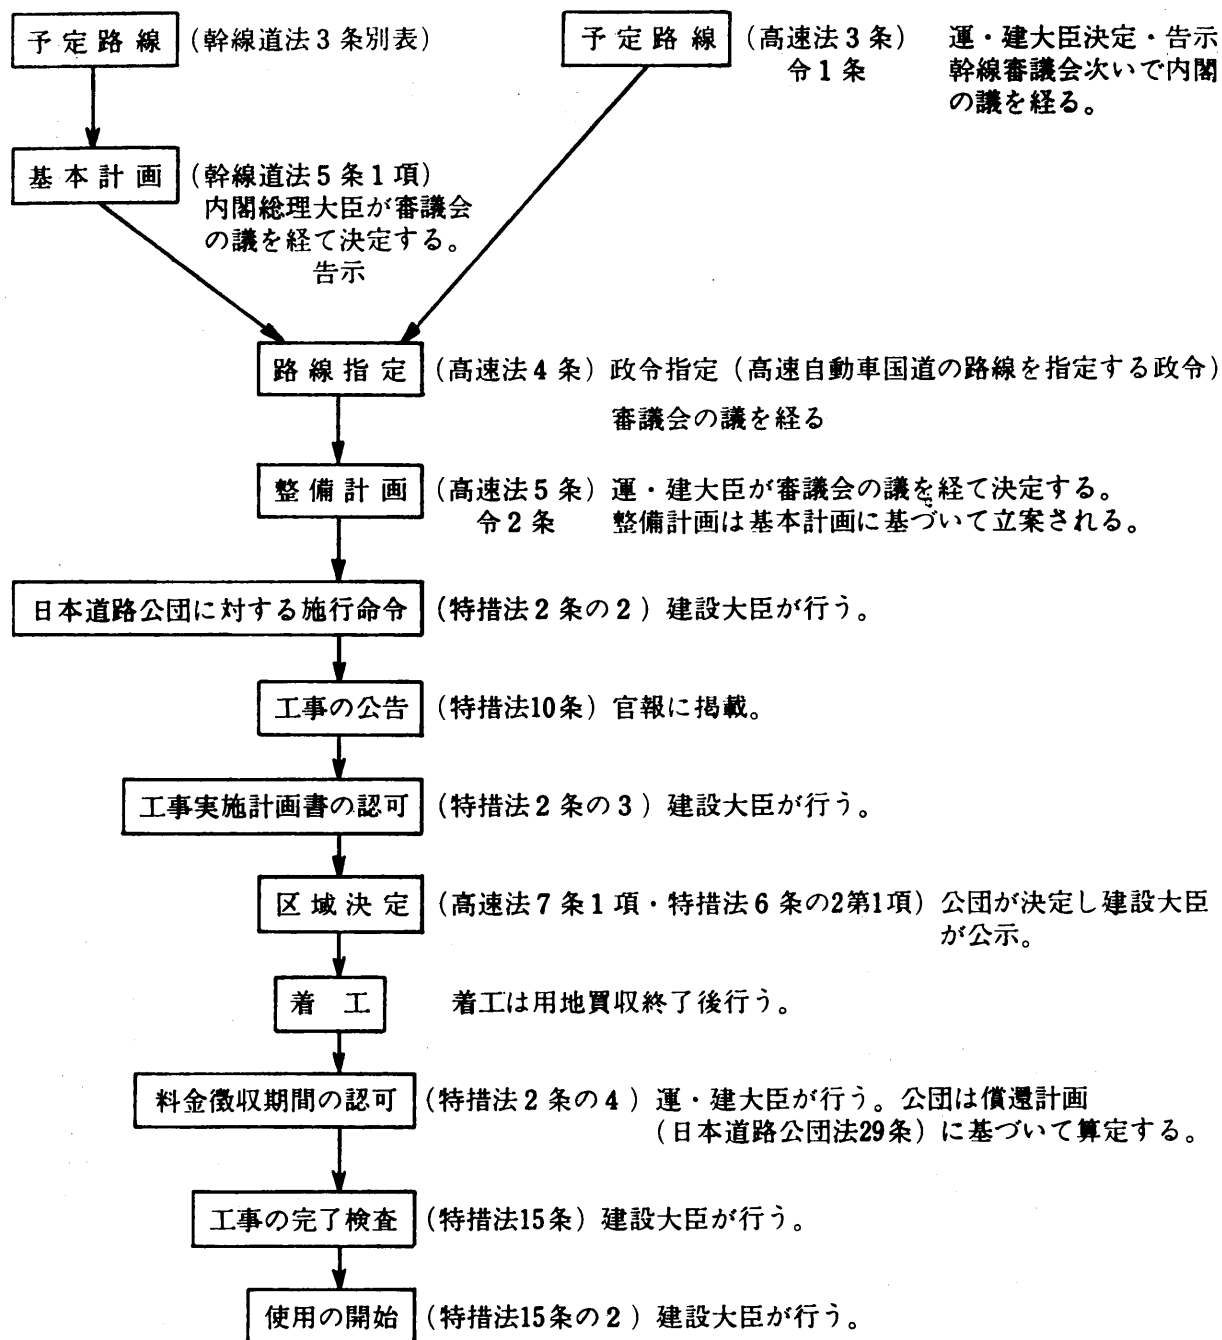 予定路線 (幹線道法3条別表)
予定路線 (高速法3条) 運・建大臣決定・告示
令1条 幹線審議会次いで内閣
の議を経る。
基本計画 (幹線道法5条1項)
内閣総理大臣が審議会
の議を経て決定する。
告示
路線指定 (高速法4条) 政令指定 (高速自動車国道の路線を指定する政令)
審議会の議を経る
整備計画 (高速法5条) 運・建大臣が審議会の議を経て決定する。
令2条 整備計画は基本計画に基づいて立案される。
日本道路公団に対する施行命令 (特措法2条の2) 建設大臣が行う。
工事の公告 (特措法10条) 官報に掲載。
工事実施計画書の認可 (特措法2条の3) 建設大臣が行う。
区域決定 (高速法7条1項・特措法6条の2第1項) 公団が決定し建設大臣
が公示。
着工 着工は用地買収終了後行う。
料金徴収期間の認可 (特措法2条の4) 運・建大臣が行う。公団は償還計画
(日本道路公団法29条) に基づいて算定する。
工事の完了検査 (特措法15条) 建設大臣が行う。
使用の開始 (特措法15条の2) 建設大臣が行う。